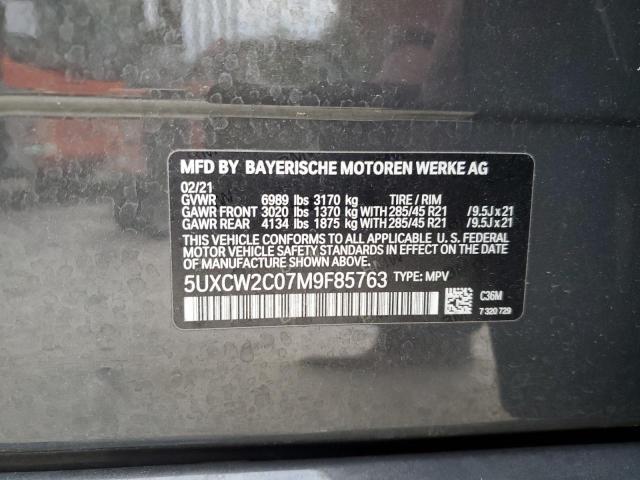 MFD BY BAYERISCHE MOTOREN WERKE AG
02/21
GVWR 6989 lbs 3170 kg TIRE / RIM
GAWR FRONT 3020 lbs 1370 kg WITH 285/45 R21 /9.5J x 21
GAWR REAR 4134 lbs 1875 kg WITH 285/45 R21 /9.5J x 21
THIS VEHICLE CONFORMS TO ALL APPLICABLE U. S. FEDERAL
MOTOR VEHICLE SAFETY STANDARDS IN EFFECT ON THE DATE
OF MANUFACTURE SHOWN ABOVE.
5UXCW2C07M9F85763 TYPE: MPV
C36M
7 320 729